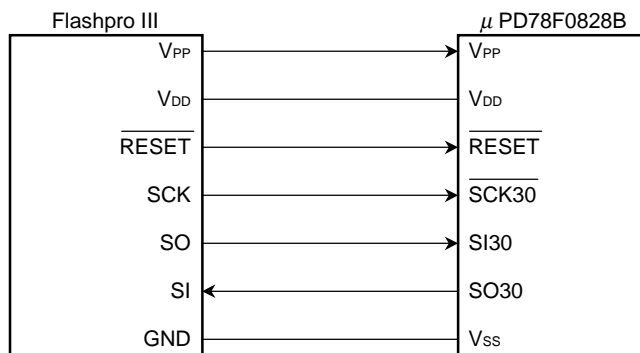 Flashpro III μ PD78F0828B
VPP VPP
VDD VDD
RESET RESET
SCK SCK30
SO SI30
SI SO30
GND VSS